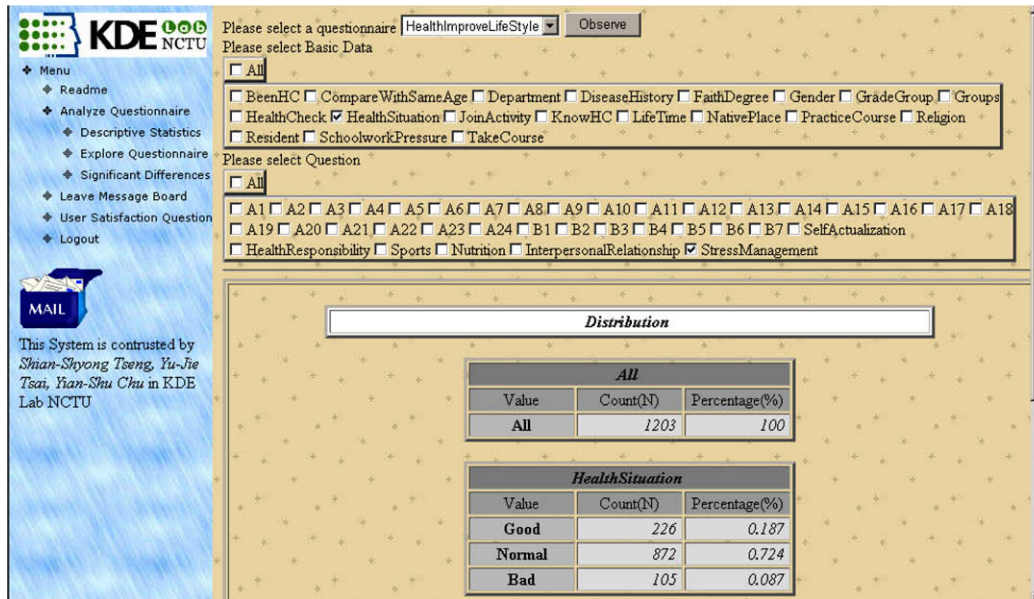 KDE Lab
NCTU
Menu
Readme
Analyze Questionnaire
Descriptive Statistics
Explore Questionnaire
Significant Differences
Leave Message Board
User Satisfaction Question
Logout
MAIL
This System is contrusted by
Shian-Shyong Tseng, Yu-Jie
Tsai, Yian-Shu Chu in KDE
Lab NCTU
Please select a questionnaire HealthImproveLifeStyle Observe
Please select Basic Data
All
BeenHC CompareWithSameAge Department DiseaseHistory FaithDegree Gender GradeGroup Groups
HealthCheck HealthSituation JoinActivity KnowHC LifeTime NativePlace PracticeCourse Religion
Resident SchoolworkPressure TakeCourse
Please select Question
All
A1 A2 A3 A4 A5 A6 A7 A8 A9 A10 A11 A12 A13 A14 A15 A16 A17 A18
A19 A20 A21 A22 A23 A24 B1 B2 B3 B4 B5 B6 B7 SelfActualization
HealthResponsibility Sports Nutrition InterpersonalRelationship StressManagement
Distribution
All
Value Count(N) Percentage(%)
All 1203 100
HealthSituation
Value Count(N) Percentage(%)
Good 226 0.187
Normal 872 0.724
Bad 105 0.087